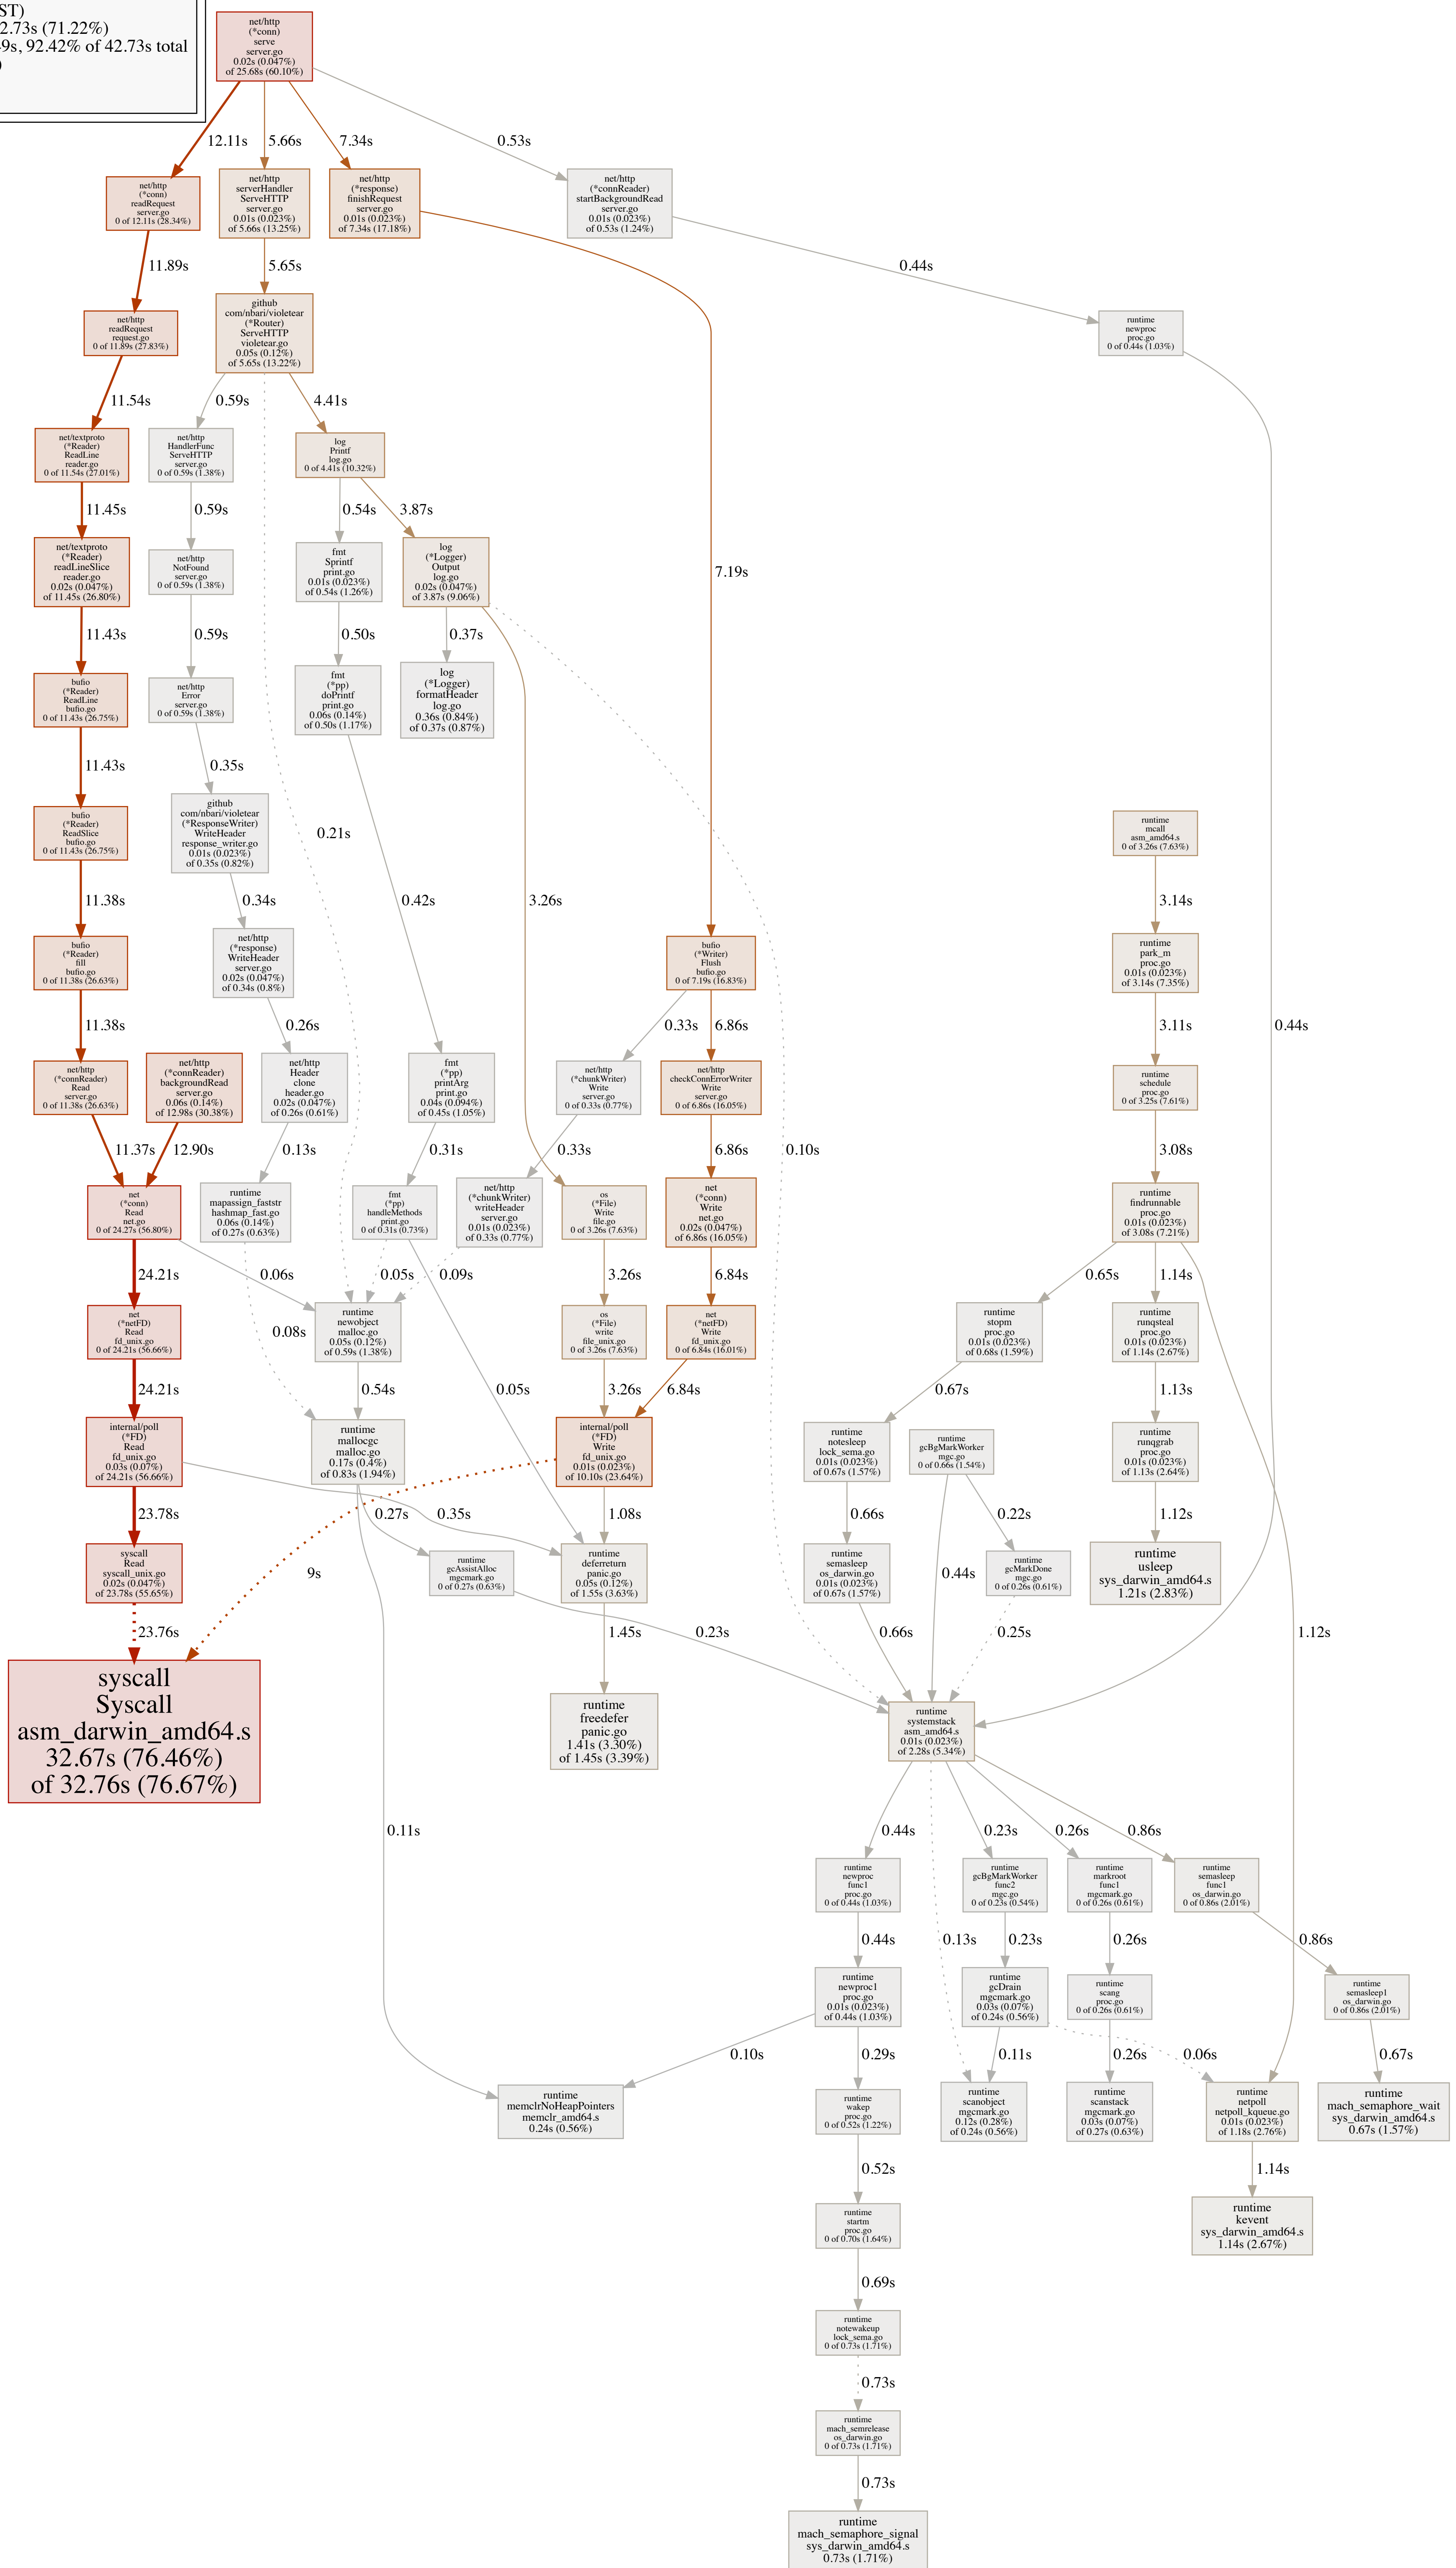 ST)
2.73s (71.22%)
9s, 92.42% of 42.73s total
)
net/http
(*conn)
serve
server.go
0.02s (0.047%)
of 25.68s (60.10%)
12.11s
5.66s
7.34s
0.53s
net/http
(*conn)
readRequest
server.go
0 of 12.11s (28.34%)
net/http
serverHandler
ServeHTTP
server.go
0.01s (0.023%)
of 5.66s (13.25%)
net/http
(*response)
finishRequest
server.go
0.01s (0.023%)
of 7.34s (17.18%)
net/http
(*connReader)
startBackgroundRead
server.go
0.01s (0.023%)
of 0.53s (1.24%)
11.89s
5.65s
0.44s
net/http
readRequest
request.go
0 of 11.89s (27.83%)
github
com/nbari/violetear
(*Router)
ServeHTTP
violetear.go
0.05s (0.12%)
of 5.65s (13.22%)
runtime
newproc
proc.go
0 of 0.44s (1.03%)
11.54s
0.59s
4.41s
net/textproto
(*Reader)
ReadLine
reader.go
0 of 11.54s (27.01%)
net/http
HandlerFunc
ServeHTTP
server.go
0 of 0.59s (1.38%)
log
Printf
log.go
0 of 4.41s (10.32%)
11.45s
0.59s
0.54s
3.87s
net/textproto
(*Reader)
readLineSlice
reader.go
0.02s (0.047%)
of 11.45s (26.80%)
net/http
NotFound
server.go
0 of 0.59s (1.38%)
fmt
Sprintf
print.go
0.01s (0.023%)
of 0.54s (1.26%)
log
(*Logger)
Output
log.go
0.02s (0.047%)
of 3.87s (9.06%)
7.19s
11.43s
0.59s
0.50s
0.37s
bufio
(*Reader)
ReadLine
bufio.go
0 of 11.43s (26.75%)
net/http
Error
server.go
0 of 0.59s (1.38%)
fmt
(*pp)
doPrintf
print.go
0.06s (0.14%)
of 0.50s (1.17%)
log
(*Logger)
formatHeader
log.go
0.36s (0.84%)
of 0.37s (0.87%)
11.43s
0.35s
bufio
(*Reader)
ReadSlice
bufio.go
0 of 11.43s (26.75%)
github
com/nbari/violetear
(*ResponseWriter)
WriteHeader
response_writer.go
0.01s (0.023%)
of 0.35s (0.82%)
0.21s
runtime
mcall
asm_amd64.s
0 of 3.26s (7.63%)
11.38s
0.34s
0.42s
3.26s
3.14s
bufio
(*Reader)
fill
bufio.go
0 of 11.38s (26.63%)
net/http
(*response)
WriteHeader
server.go
0.02s (0.047%)
of 0.34s (0.8%)
bufio
(*Writer)
Flush
bufio.go
0 of 7.19s (16.83%)
runtime
park_m
proc.go
0.01s (0.023%)
of 3.14s (7.35%)
11.38s
0.26s
0.33s
6.86s
3.11s
0.44s
net/http
(*connReader)
Read
server.go
0 of 11.38s (26.63%)
net/http
(*connReader)
backgroundRead
server.go
0.06s (0.14%)
of 12.98s (30.38%)
net/http
Header
clone
header.go
0.02s (0.047%)
of 0.26s (0.61%)
fmt
(*pp)
printArg
print.go
0.04s (0.094%)
of 0.45s (1.05%)
net/http
(*chunkWriter)
Write
server.go
0 of 0.33s (0.77%)
net/http
checkConnErrorWriter
Write
server.go
0 of 6.86s (16.05%)
runtime
schedule
proc.go
0 of 3.25s (7.61%)
11.37s
12.90s
0.13s
0.31s
0.33s
6.86s
0.10s
3.08s
net
(*conn)
Read
net.go
0 of 24.27s (56.80%)
runtime
mapassign_faststr
hashmap_fast.go
0.06s (0.14%)
of 0.27s (0.63%)
fmt
(*pp)
handleMethods
print.go
0 of 0.31s (0.73%)
net/http
(*chunkWriter)
writeHeader
server.go
0.01s (0.023%)
of 0.33s (0.77%)
os
(*File)
Write
file.go
0 of 3.26s (7.63%)
net
(*conn)
Write
net.go
0.02s (0.047%)
of 6.86s (16.05%)
runtime
findrunnable
proc.go
0.01s (0.023%)
of 3.08s (7.21%)
24.21s
0.06s
0.05s
0.09s
3.26s
6.84s
0.65s
1.14s
net
(*netFD)
Read
fd_unix.go
0 of 24.21s (56.66%)
0.08s
runtime
newobject
malloc.go
0.05s (0.12%)
of 0.59s (1.38%)
os
(*File)
write
file_unix.go
0 of 3.26s (7.63%)
net
(*netFD)
Write
fd_unix.go
0 of 6.84s (16.01%)
runtime
stopm
proc.go
0.01s (0.023%)
of 0.68s (1.59%)
runtime
runqsteal
proc.go
0.01s (0.023%)
of 1.14s (2.67%)
24.21s
0.54s
0.05s
3.26s
6.84s
0.67s
1.13s
internal/poll
(*FD)
Read
fd_unix.go
0.03s (0.07%)
of 24.21s (56.66%)
runtime
mallocgc
malloc.go
0.17s (0.4%)
of 0.83s (1.94%)
internal/poll
(*FD)
Write
fd_unix.go
0.01s (0.023%)
of 10.10s (23.64%)
runtime
notesleep
lock_sema.go
0.01s (0.023%)
of 0.67s (1.57%)
runtime
gcBgMarkWorker
mgc.go
0 of 0.66s (1.54%)
runtime
runqgrab
proc.go
0.01s (0.023%)
of 1.13s (2.64%)
23.78s
0.27s
0.35s
1.08s
0.66s
0.22s
1.12s
syscall
Read
syscall_unix.go
0.02s (0.047%)
of 23.78s (55.65%)
9s
runtime
gcAssistAlloc
mgcmark.go
0 of 0.27s (0.63%)
runtime
deferreturn
panic.go
0.05s (0.12%)
of 1.55s (3.63%)
runtime
semasleep
os_darwin.go
0.01s (0.023%)
of 0.67s (1.57%)
0.44s
runtime
gcMarkDone
mgc.go
0 of 0.26s (0.61%)
runtime
usleep
sys_darwin_amd64.s
1.21s (2.83%)
23.76s
1.45s
0.23s
0.66s
0.25s
1.12s
syscall
Syscall
asm_darwin_amd64.s
32.67s (76.46%)
of 32.76s (76.67%)
runtime
freedefer
panic.go
1.41s (3.30%)
of 1.45s (3.39%)
runtime
systemstack
asm_amd64.s
0.01s (0.023%)
of 2.28s (5.34%)
0.11s
0.44s
0.23s
0.26s
0.86s
runtime
newproc
func1
proc.go
0 of 0.44s (1.03%)
runtime
gcBgMarkWorker
func2
mgc.go
0 of 0.23s (0.54%)
runtime
markroot
func1
mgcmark.go
0 of 0.26s (0.61%)
runtime
semasleep
func1
os_darwin.go
0 of 0.86s (2.01%)
0.44s
0.13s
0.23s
0.26s
0.86s
runtime
newproc1
proc.go
0.01s (0.023%)
of 0.44s (1.03%)
runtime
gcDrain
mgcmark.go
0.03s (0.07%)
of 0.24s (0.56%)
runtime
scang
proc.go
0 of 0.26s (0.61%)
runtime
semasleep1
os_darwin.go
0 of 0.86s (2.01%)
0.10s
0.29s
0.11s
0.26s
0.06s
0.67s
runtime
memclrNoHeapPointers
memclr_amd64.s
0.24s (0.56%)
runtime
wakep
proc.go
0 of 0.52s (1.22%)
runtime
scanobject
mgcmark.go
0.12s (0.28%)
of 0.24s (0.56%)
runtime
scanstack
mgcmark.go
0.03s (0.07%)
of 0.27s (0.63%)
runtime
netpoll
netpoll_kqueue.go
0.01s (0.023%)
of 1.18s (2.76%)
runtime
mach_semaphore_wait
sys_darwin_amd64.s
0.67s (1.57%)
0.52s
1.14s
runtime
startm
proc.go
0 of 0.70s (1.64%)
runtime
kevent
sys_darwin_amd64.s
1.14s (2.67%)
0.69s
runtime
notewakeup
lock_sema.go
0 of 0.73s (1.71%)
0.73s
runtime
mach_semrelease
os_darwin.go
0 of 0.73s (1.71%)
0.73s
runtime
mach_semaphore_signal
sys_darwin_amd64.s
0.73s (1.71%)